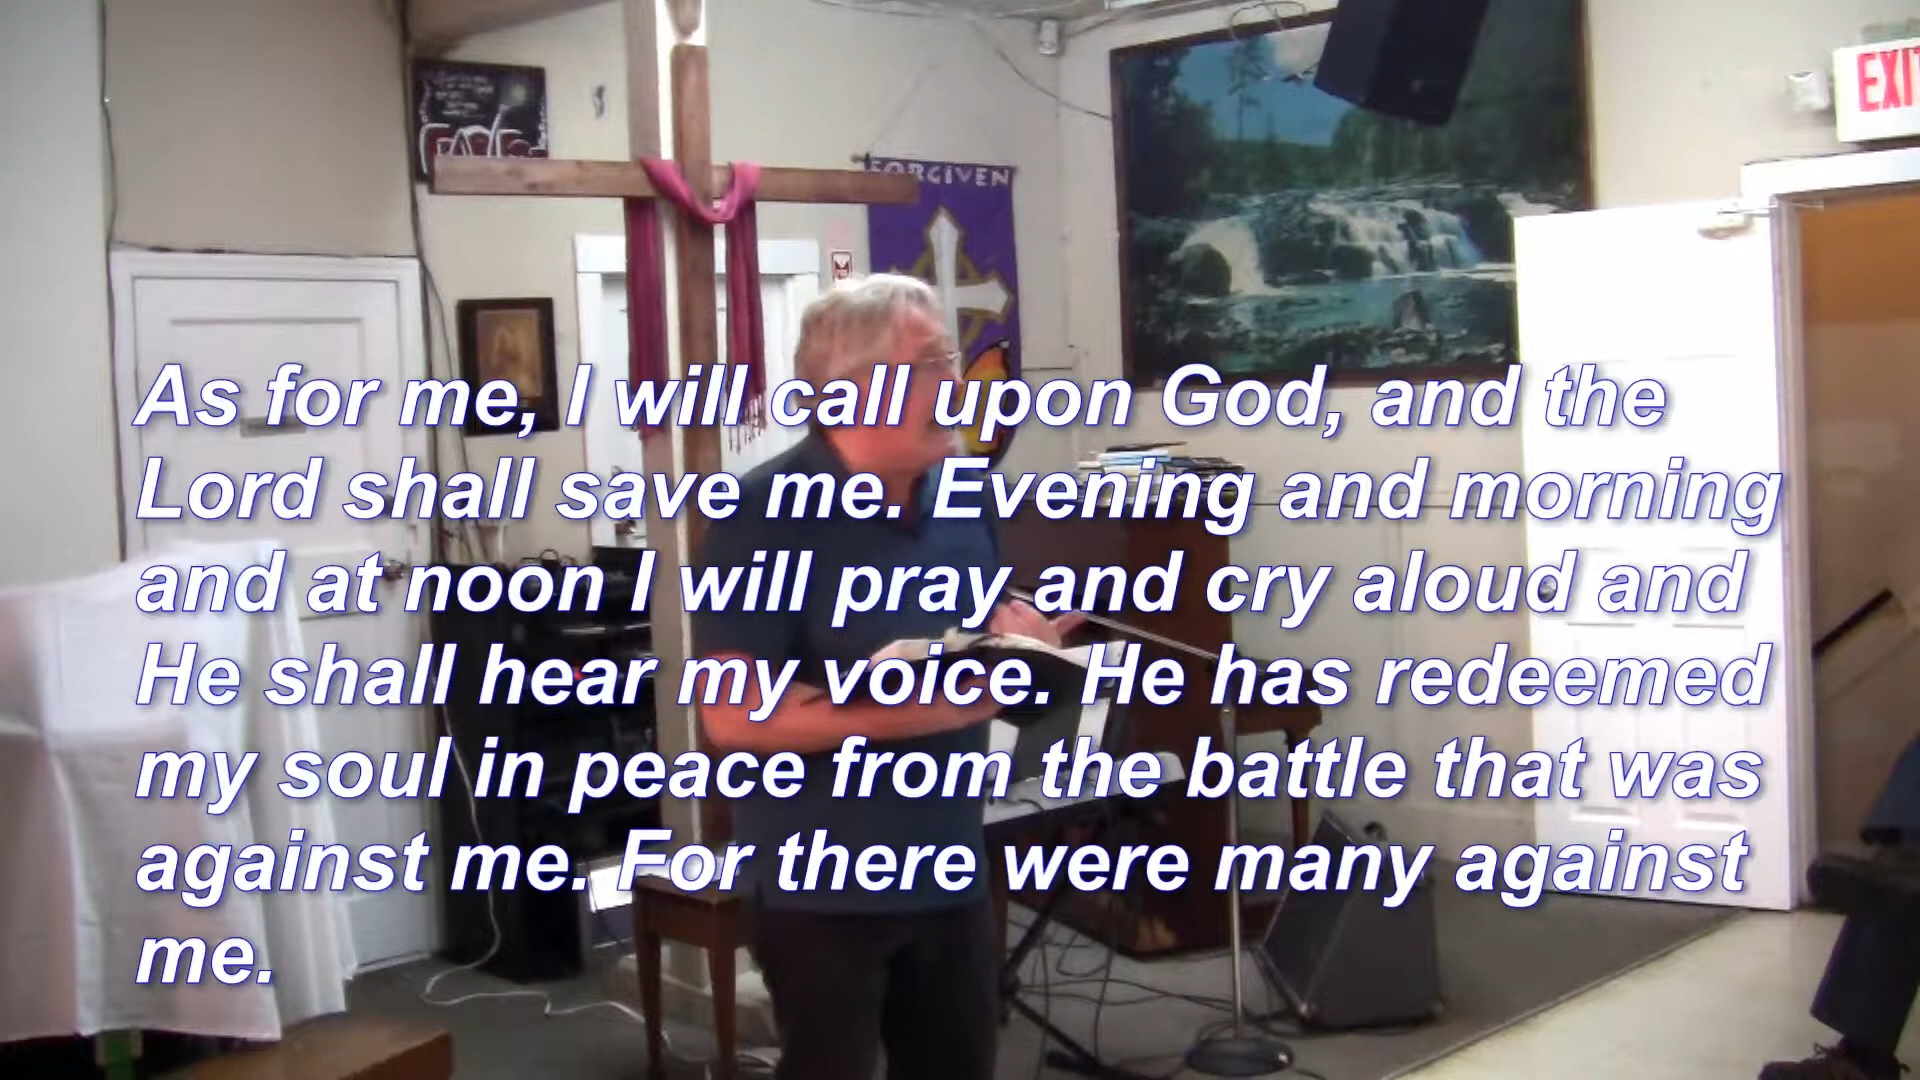 EXIT
FORGIVEN
As for me, I will call upon God, and the
Lord shall save me. Evening and morning
and at noon I will pray and cry aloud and
He shall hear my voice. He has redeemed
my soul in peace from the battle that was
against me. For there were many against
me.